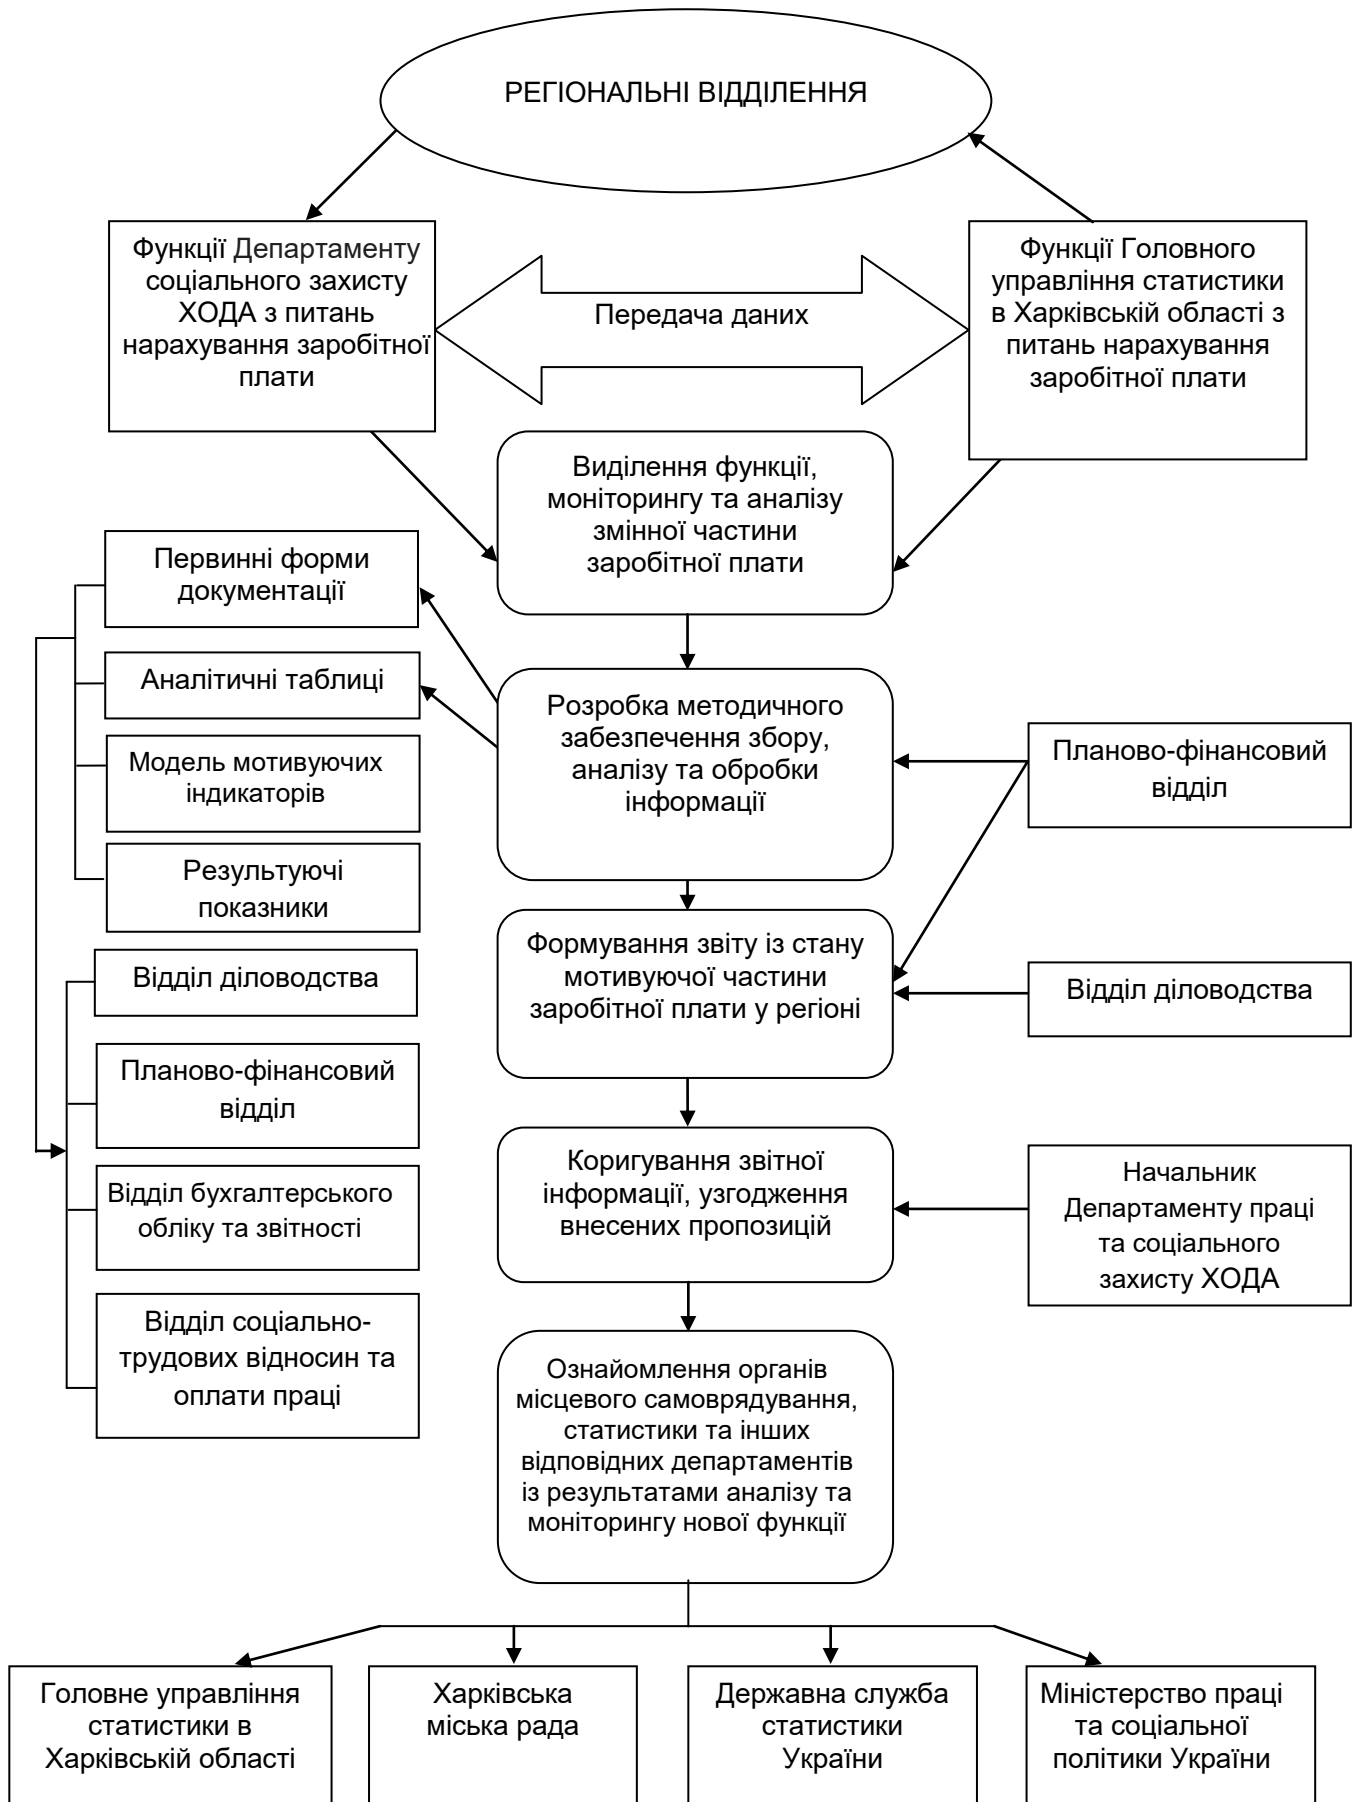 РЕГІОНАЛЬНІ ВІДДІЛЕННЯ
Функції Департаменту
соціального захисту
ХОДА з питань
нарахування заробітної
плати
Передача даних
Функції Головного
управління статистики
в Харківській області з
питань нарахування
заробітної плати
Виділення функції,
моніторингу та аналізу
змінної частини
заробітної плати
Первинні форми
документації
Аналітичні таблиці
Модель мотивуючих
індикаторів
Результуючі
показники
Розробка методичного
забезпечення збору,
аналізу та обробки
інформації
Планово-фінансовий
відділ
Формування звіту із стану
мотивуючої частини
заробітної плати у регіоні
Відділ діловодства
Відділ діловодства
Планово-фінансовий
відділ
Відділ бухгалтерського
обліку та звітності
Відділ соціально-
трудових відносин та
оплати праці
Коригування звітної
інформації, узгодження
внесених пропозицій
Начальник
Департаменту праці
та соціального
захисту ХОДА
Ознайомлення органів
місцевого самоврядування,
статистики та інших
відповідних департаментів
із результатами аналізу та
моніторингу нової функції
Головне управління
статистики в
Харківській області
Харківська
міська рада
Державна служба
статистики
України
Міністерство праці
та соціальної
політики України